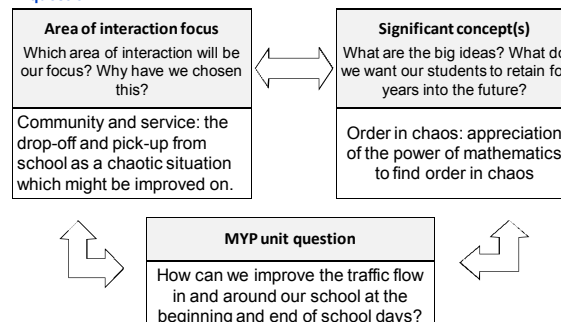 Area of interaction focus
Which area of interaction will be
our focus? Why have we chosen
this?
Community and service: the
drop-off and pick-up from
school as a chaotic situation
which might be improved on.
Significant concept(s)
What are the big ideas? What do
we want our students to retain fo
years into the future?
Order in chaos: appreciation
of the power of mathematics
to find order in chaos
MYP unit question
How can we improve the traffic flow
in and around our school at the
beginning and end of school days?